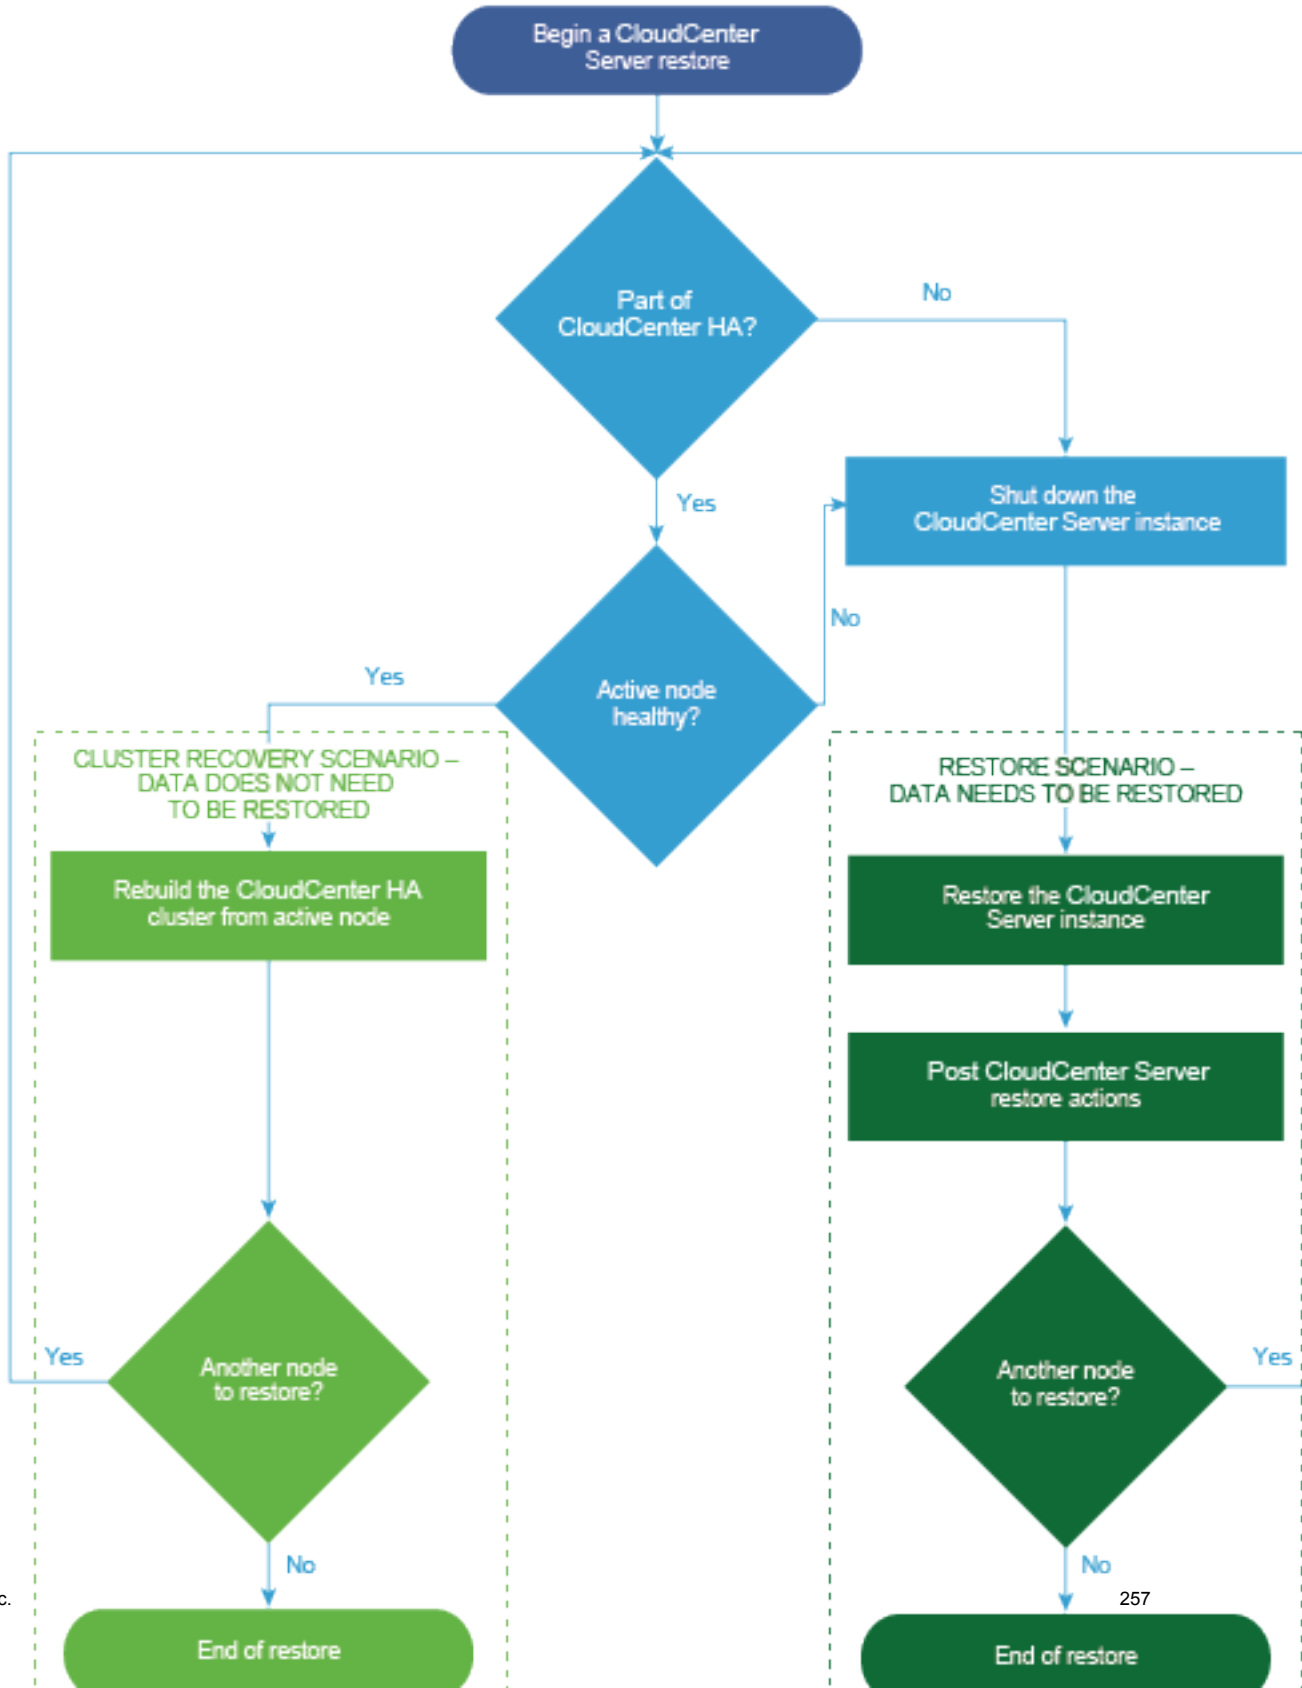 Begin a CloudCenter
Server restore
Part of
CloudCenter HA?
No
Yes
Shut down the
CloudCenter Server instance
No
Yes
Active node
healthy?
CLUSTER RECOVERY SCENARIO –
DATA DOES NOT NEED
TO BE RESTORED
RESTORE SCENARIO –
DATA NEEDS TO BE RESTORED
Rebuild the CloudCenter HA
cluster from active node
Restore the CloudCenter
Server instance
Post CloudCenter Server
restore actions
Yes
Another node
to restore?
Another node
to restore?
Yes
No
No
c.
257
End of restore
End of restore